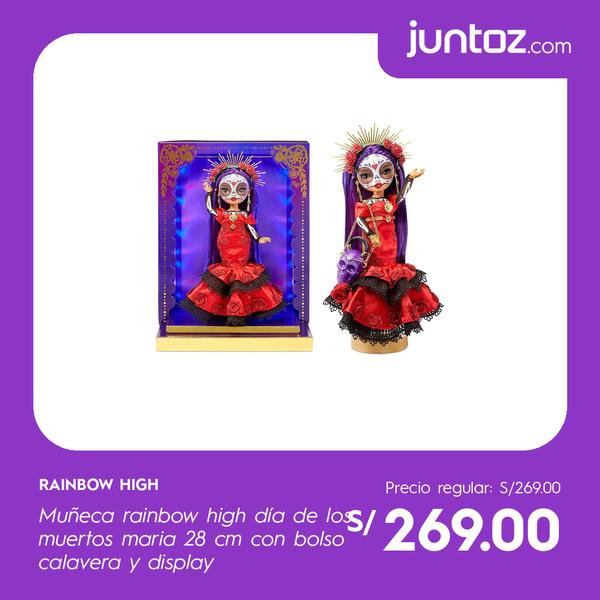 juntoz.com
RAINBOW HIGH
Muñeca rainbow high día de los
muertos maria 28 cm con bolso
calavera y display
Precio regular: S/269.00
S/ 269.00